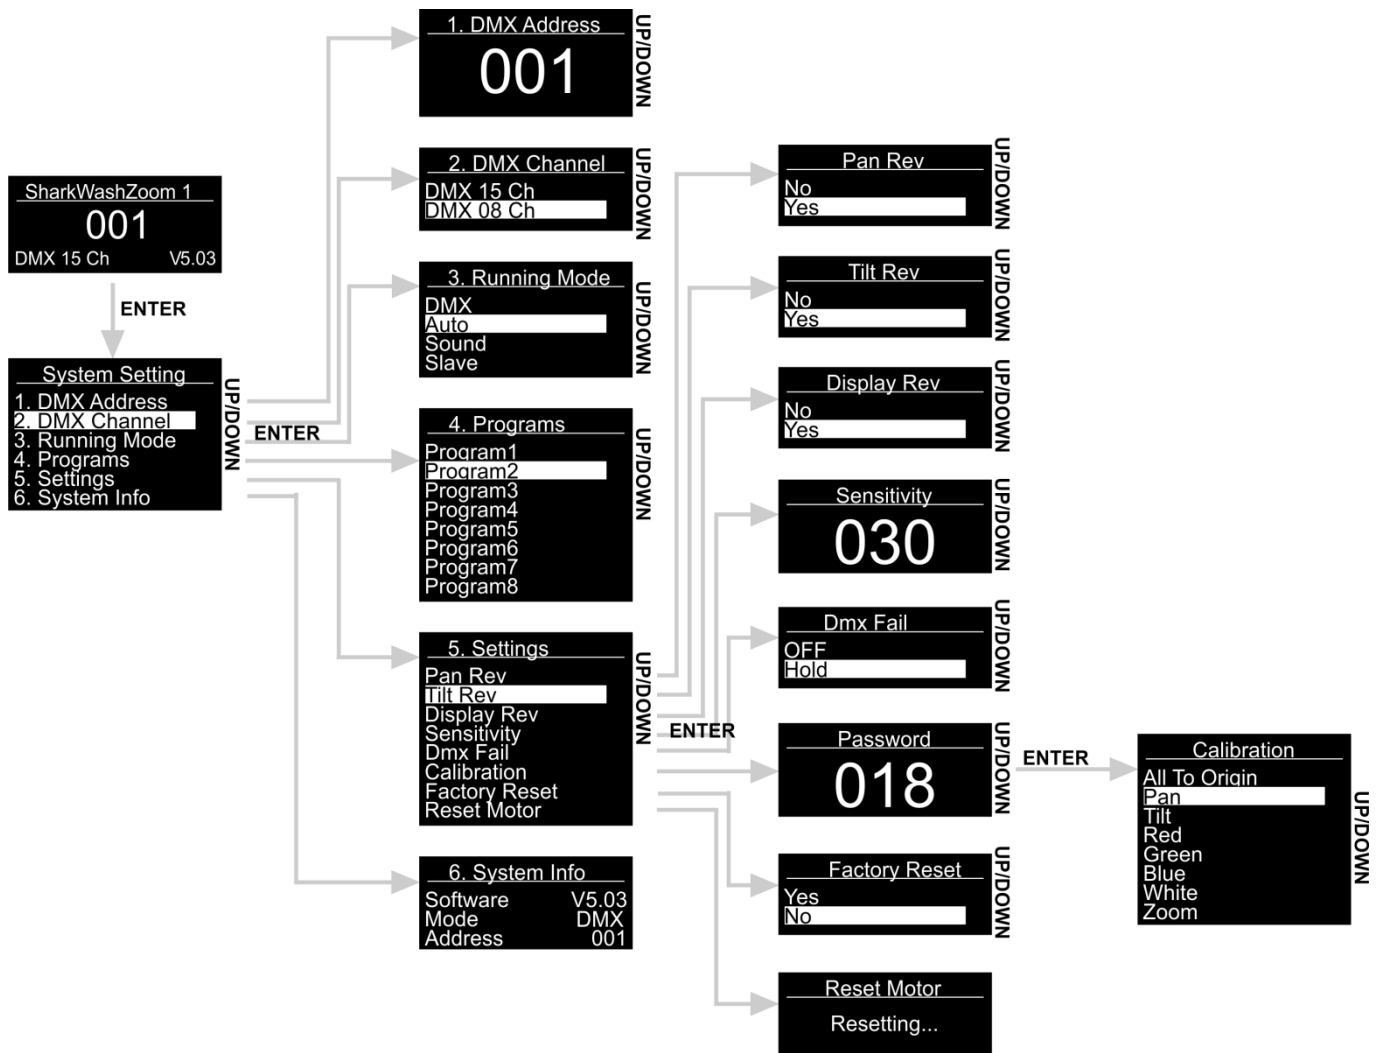 SharkWashZoom 1
001
DMX 15 Ch V5.03
ENTER
System Setting
1. DMX Address
2. DMX Channel
3. Running Mode
4. Programs
5. Settings
6. System Info
UP/DOWN
ENTER
1. DMX Address
001
UP/DOWN
2. DMX Channel
DMX 15 Ch
DMX 08 Ch
UP/DOWN
3. Running Mode
DMX
Auto
Sound
Slave
UP/DOWN
4. Programs
Program1
Program2
Program3
Program4
Program5
Program6
Program7
Program8
UP/DOWN
5. Settings
Pan Rev
Tilt Rev
Display Rev
Sensitivity
Dmx Fail
Calibration
Factory Reset
Reset Motor
UP/DOWN
ENTER
6. System Info
Software V5.03
Mode DMX
Address 001
Pan Rev
No
Yes
UP/DOWN
Tilt Rev
No
Yes
UP/DOWN
Display Rev
No
Yes
UP/DOWN
Sensitivity
030
UP/DOWN
Dmx Fail
OFF
Hold
UP/DOWN
Password
018
UP/DOWN
ENTER
Factory Reset
Yes
No
UP/DOWN
Reset Motor
Resetting...
Calibration
All To Origin
Pan
Tilt
Red
Green
Blue
White
Zoom
UP/DOWN